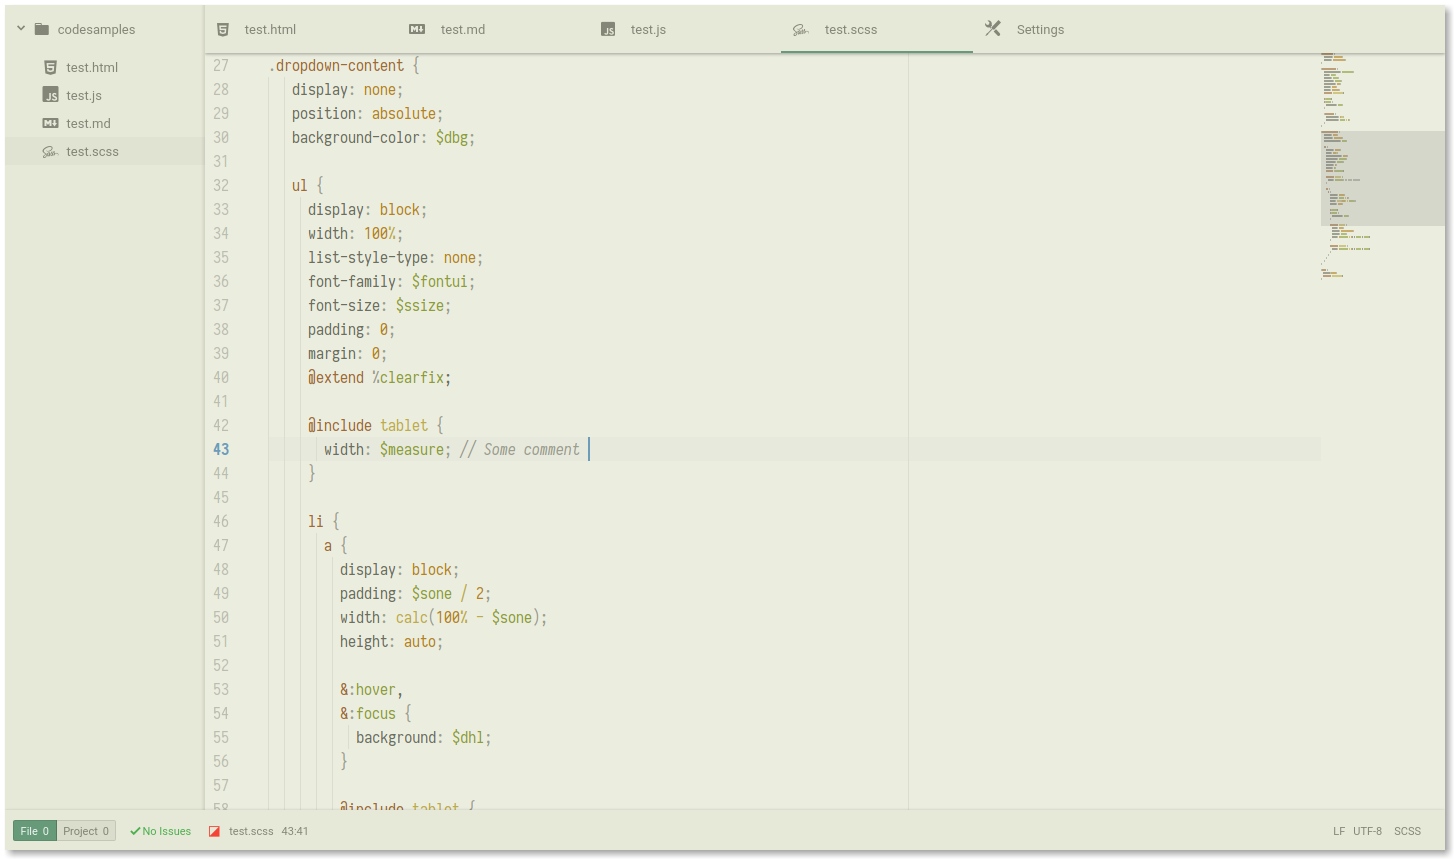 codesamples
test.html
test.js
test.md
test.scss
test.html test.md test.js test.scss Settings
27 .dropdown-content {
28 display: none;
29 position: absolute;
30 background-color: $dbg;
31
32 ul {
33 display: block;
34 width: 100%;
35 list-style-type: none;
36 font-family: $fontui;
37 font-size: $ssize;
38 padding: 0;
39 margin: 0;
40 @extend %clearfix;
41
42 @include tablet {
43 width: $measure; // Some comment
44 }
45
46 li {
47 a {
48 display: block;
49 padding: $sone / 2;
50 width: calc(100% - $sone);
51 height: auto;
52
53 &:hover,
54 &:focus {
55 background: $dhl;
56 }
57
58 @include tablet {
File 0 Project 0 No Issues test.scss 43:41 LF UTF-8 SCSS